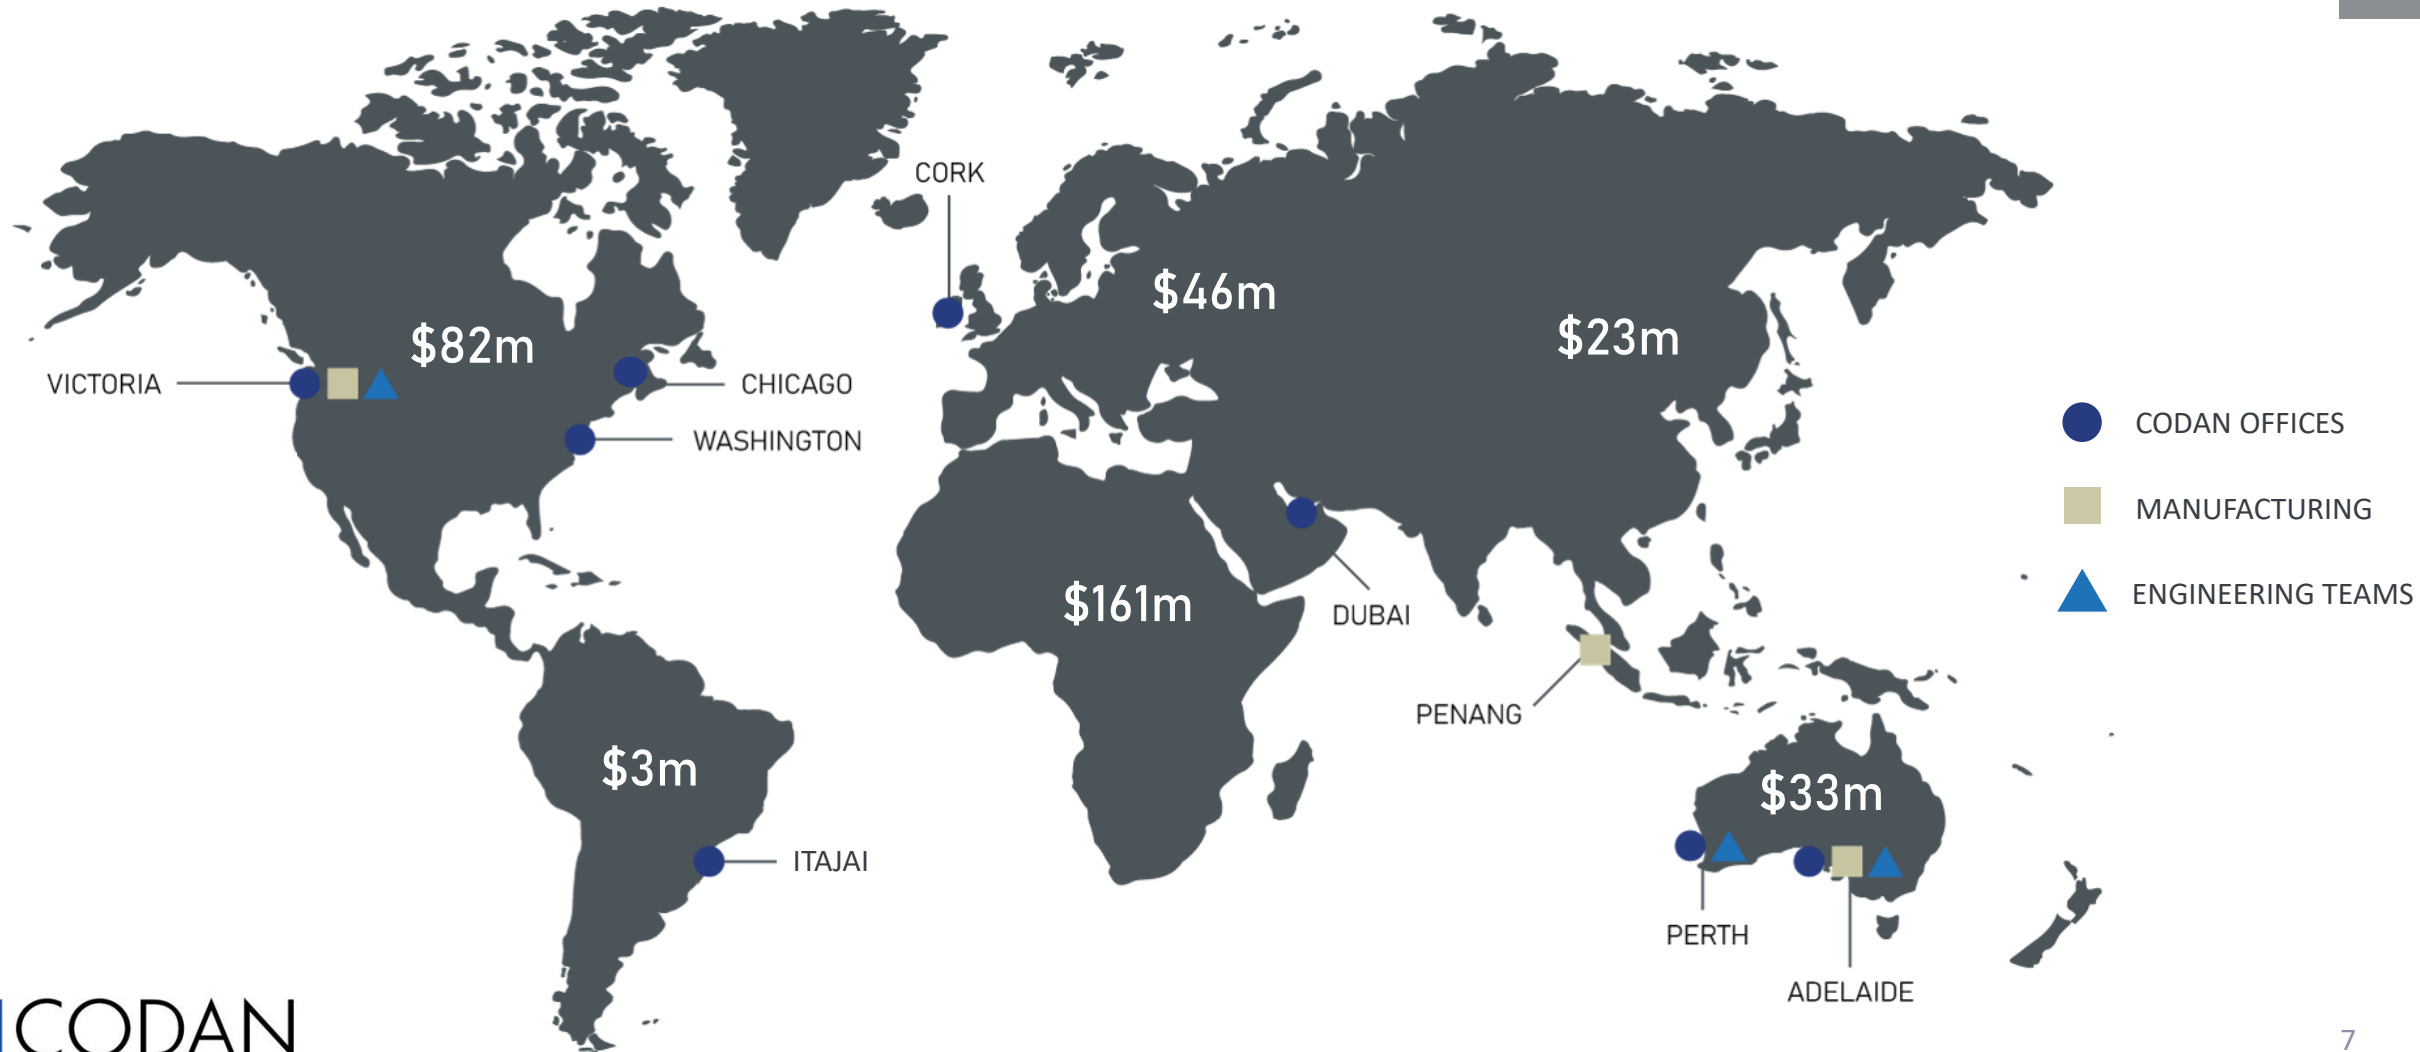 CORK
$46m
$82m
$23m
VICTORIA
CHICAGO
WASHINGTON
CODAN OFFICES
MANUFACTURING
ENGINEERING TEAMS
$161m
DUBAI
PENANG
$3m
$33m
ITAJAI
PERTH
ADELAIDE
CODAN
7